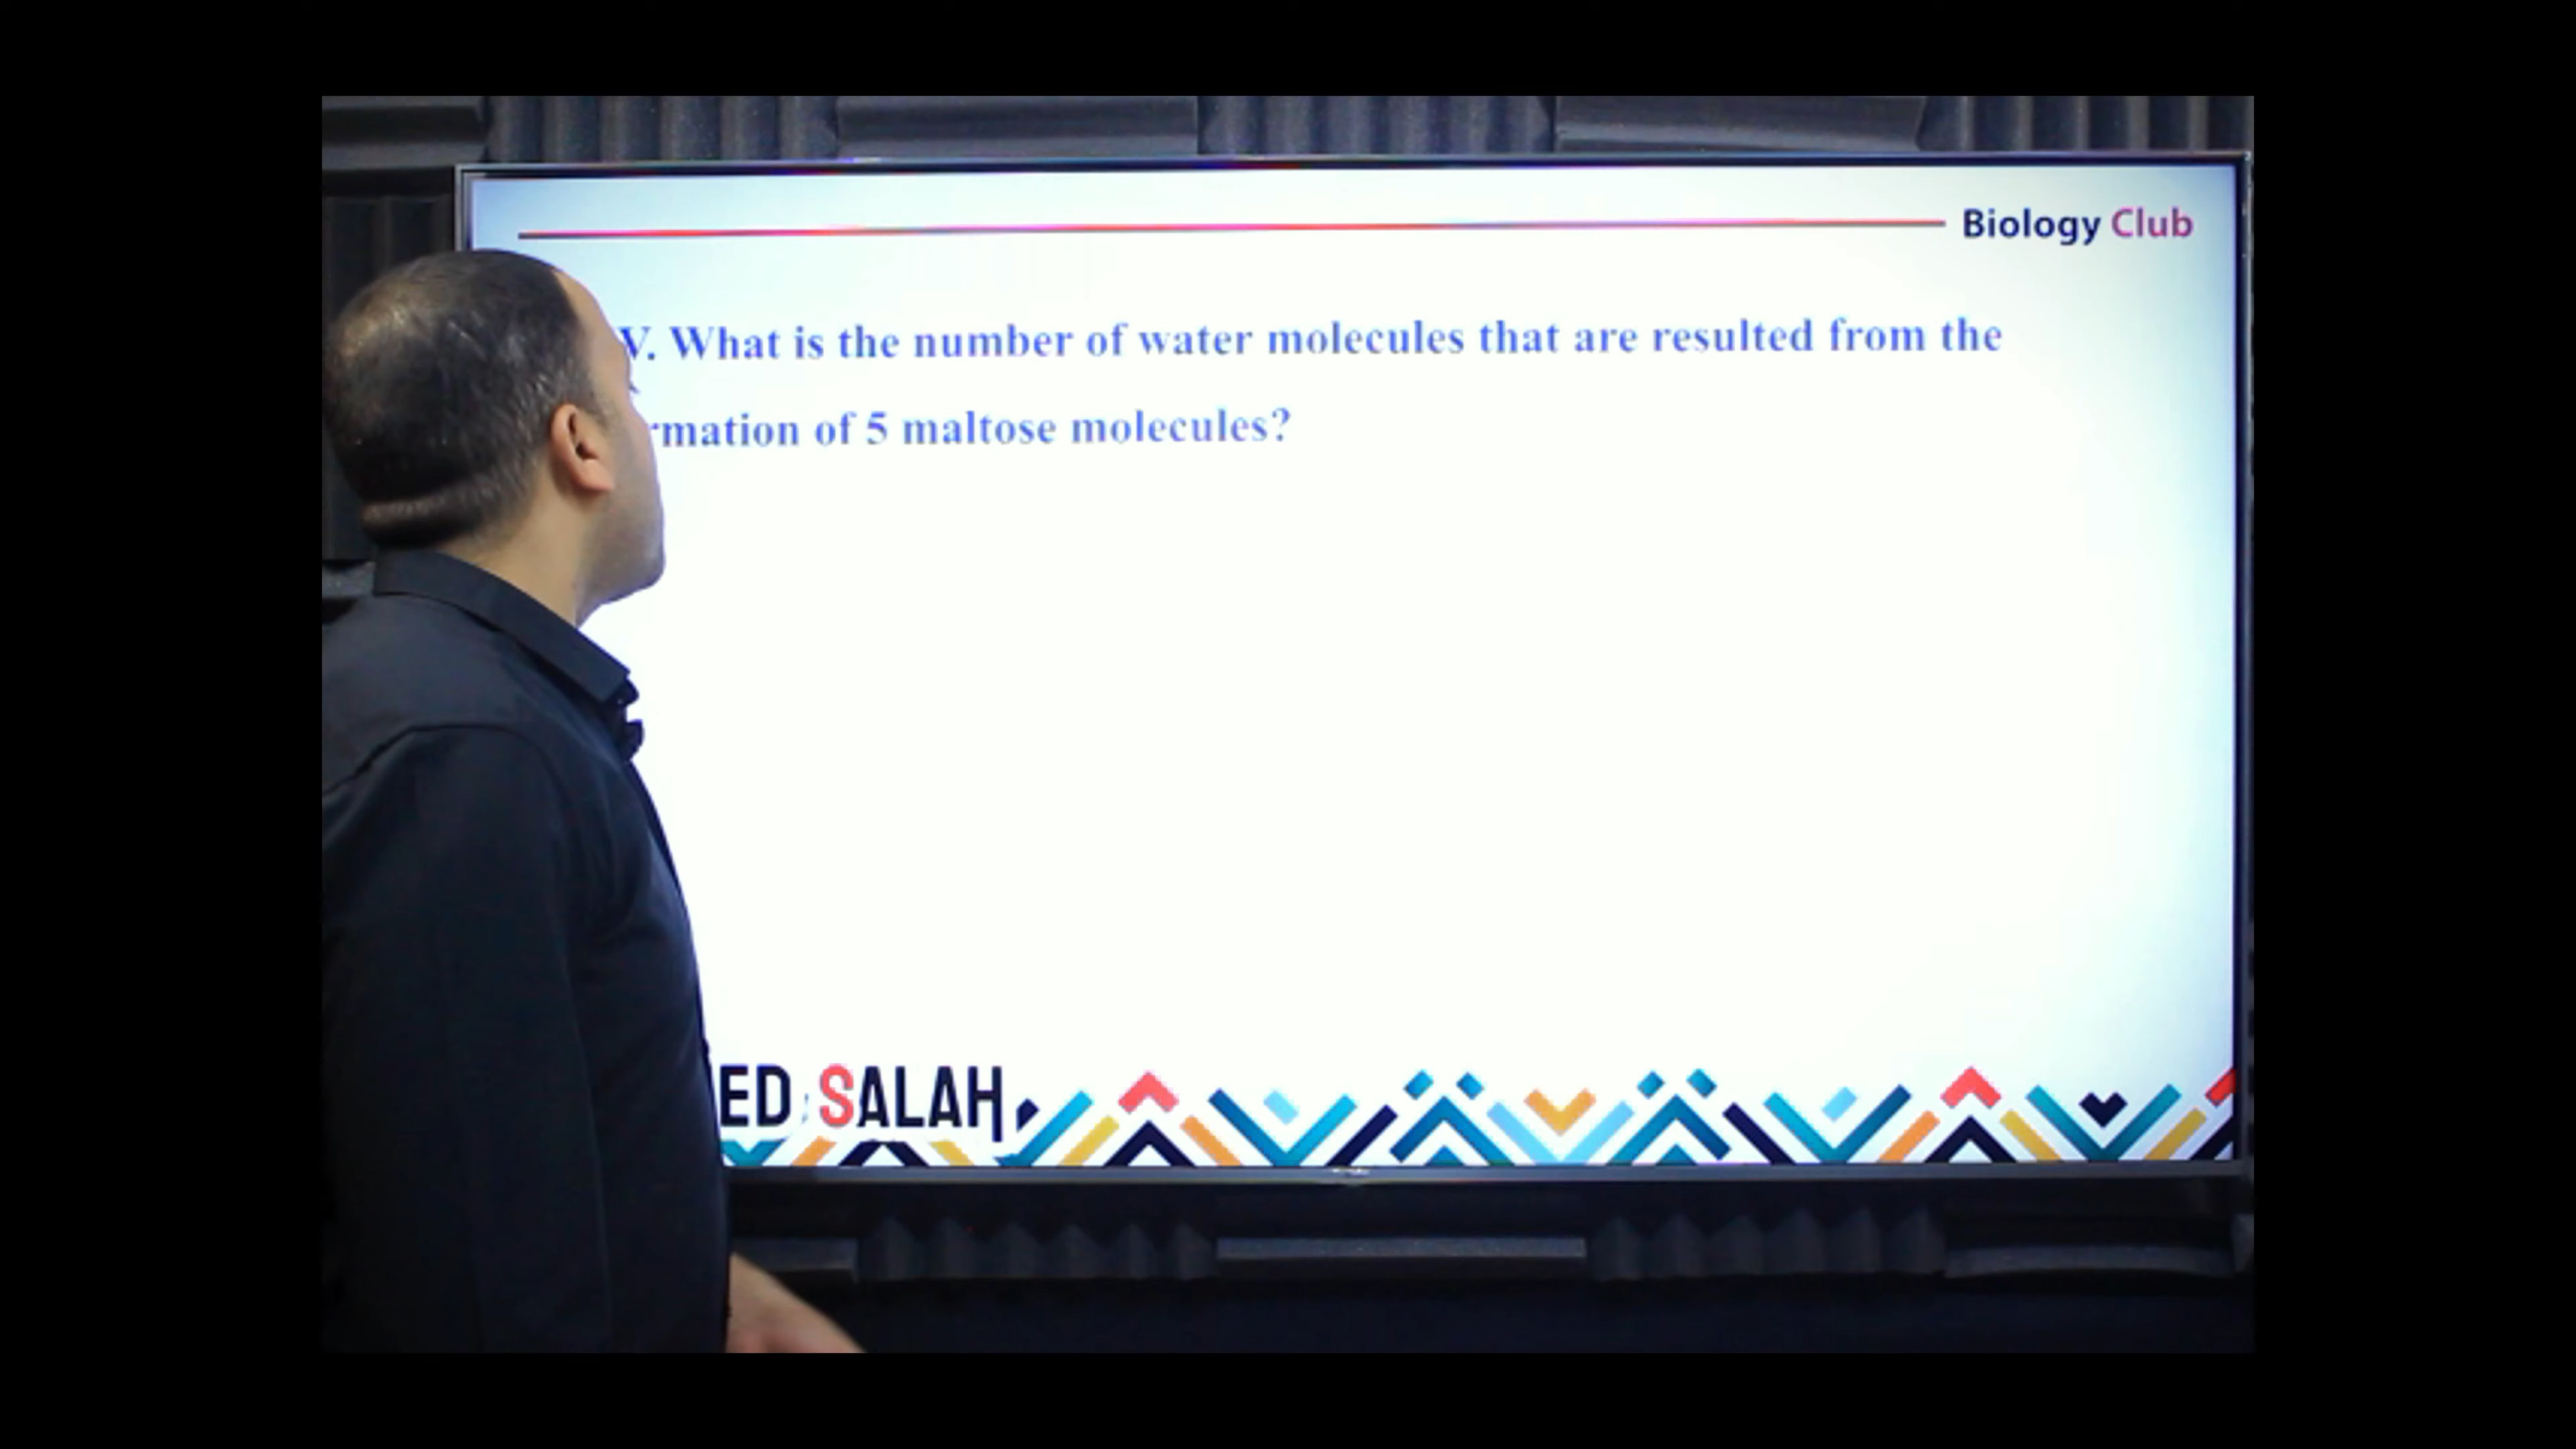 Biology Club
V. What is the number of water molecules that are resulted from the
rmation of 5 maltose molecules?
ED SALAH